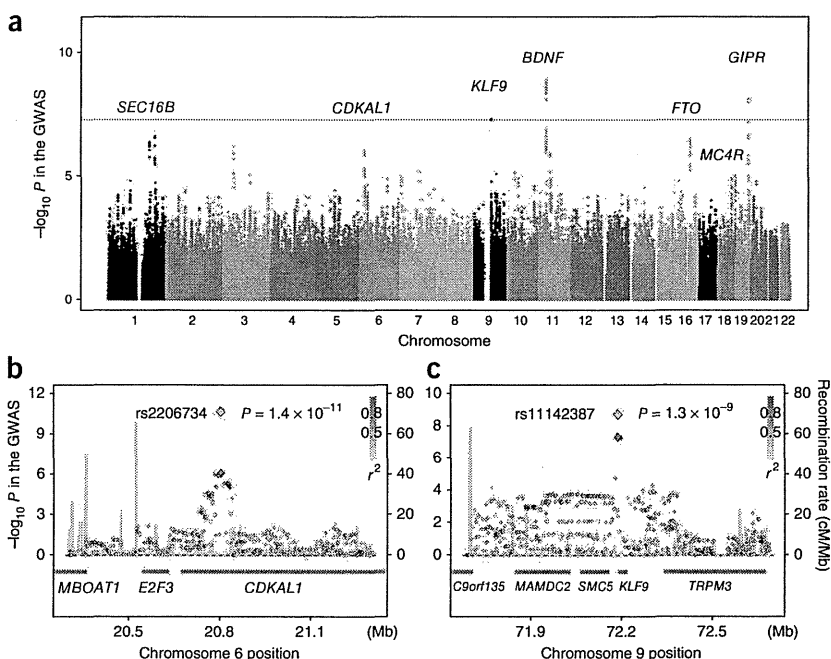 a
10
5
0
–log₁₀ P in the GWAS
SEC16B
CDKAL1
KLF9
BDNF
FTO
MC4R
GIPR
1 2 3 4 5 6 7 8 9 10 11 12 13 14 15 16 17 18 19 20 21 22
Chromosome
b
12
9
6
3
0
–log₁₀ P in the GWAS
rs2206734
P = 1.4 × 10⁻¹¹
0.8
0.5
r²
80
60
40
20
0
MBOAT1 E2F3 CDKAL1
20.5 20.8 21.1 (Mb)
Chromosome 6 position
c
10
8
6
4
2
0
rs11142387
P = 1.3 × 10⁻⁹
0.8
0.5
r²
80
60
40
20
0
Recombination rate (cM/Mb)
C9orf135 MAMDC2 SMC5 KLF9 TRPM3
71.9 72.2 72.5 (Mb)
Chromosome 9 position